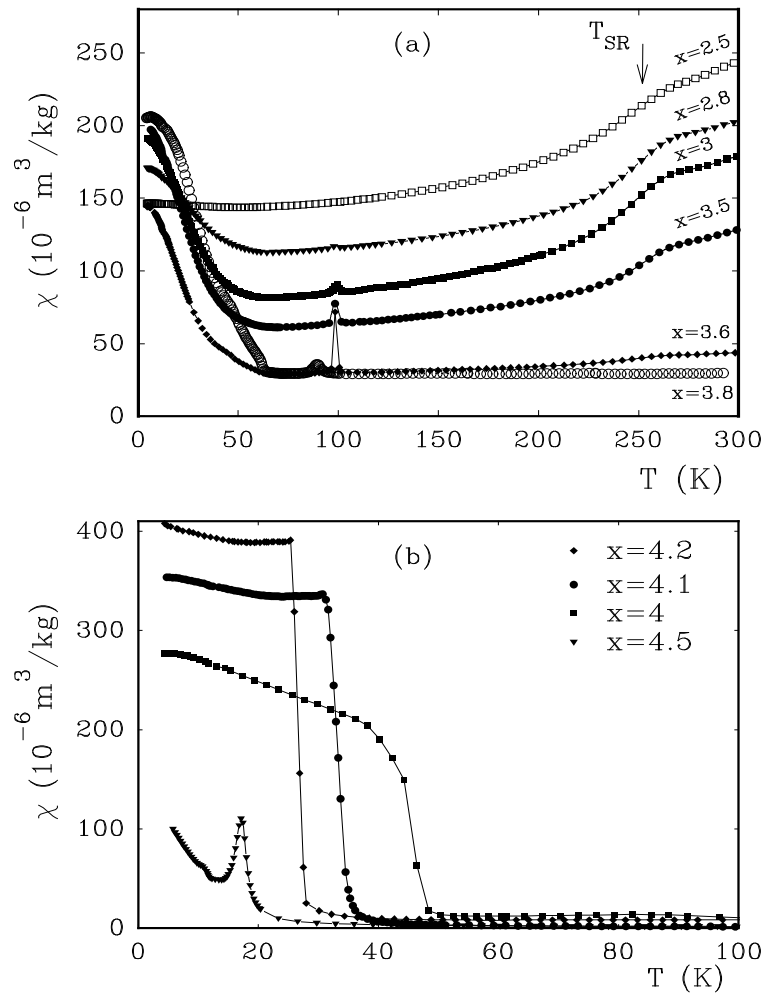 (a)
T_SR
x=2.5
x=2.8
x=3
x=3.5
x=3.6
x=3.8
χ (10⁻⁶ m³/kg)
250
200
150
100
50
0
0 50 100 150 200 250 300
T (K)
(b)
x=4.2
x=4.1
x=4
x=4.5
χ (10⁻⁶ m³/kg)
400
300
200
100
0
0 20 40 60 80 100
T (K)